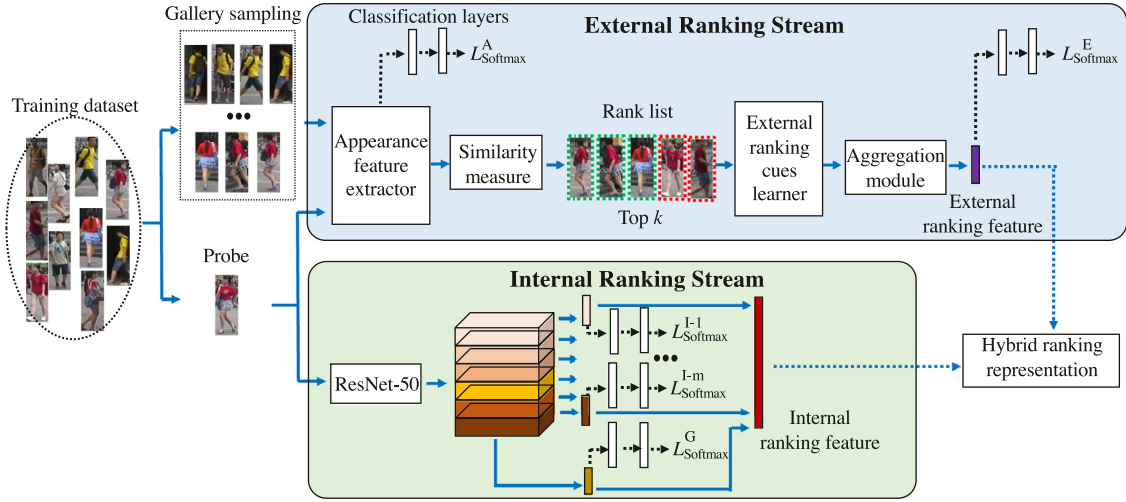 Gallery sampling
Classification layers
External Ranking Stream
L^A_Softmax
L^E_Softmax
Training dataset
Appearance
feature
extractor
Similarity
measure
Rank list
Top k
External
ranking
cues
learner
Aggregation
module
External
ranking feature
Probe
Internal Ranking Stream
ResNet-50
L^I-1_Softmax
L^I-m_Softmax
L^G_Softmax
Internal
ranking feature
Hybrid ranking
representation